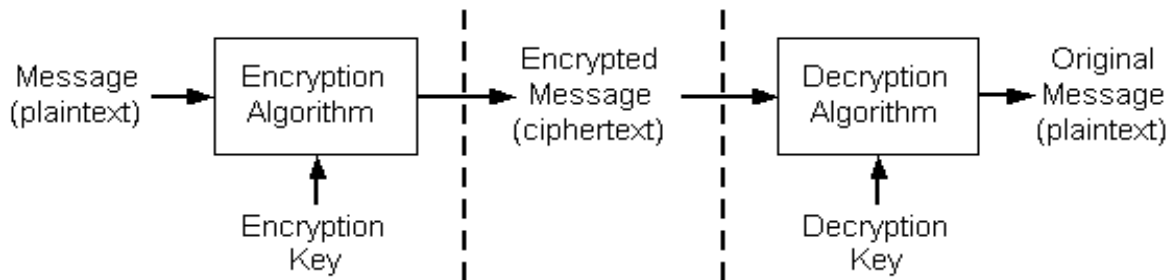 Message
(plaintext)
Encryption
Algorithm
Encryption
Key
Encrypted
Message
(ciphertext)
Decryption
Algorithm
Decryption
Key
Original
Message
(plaintext)